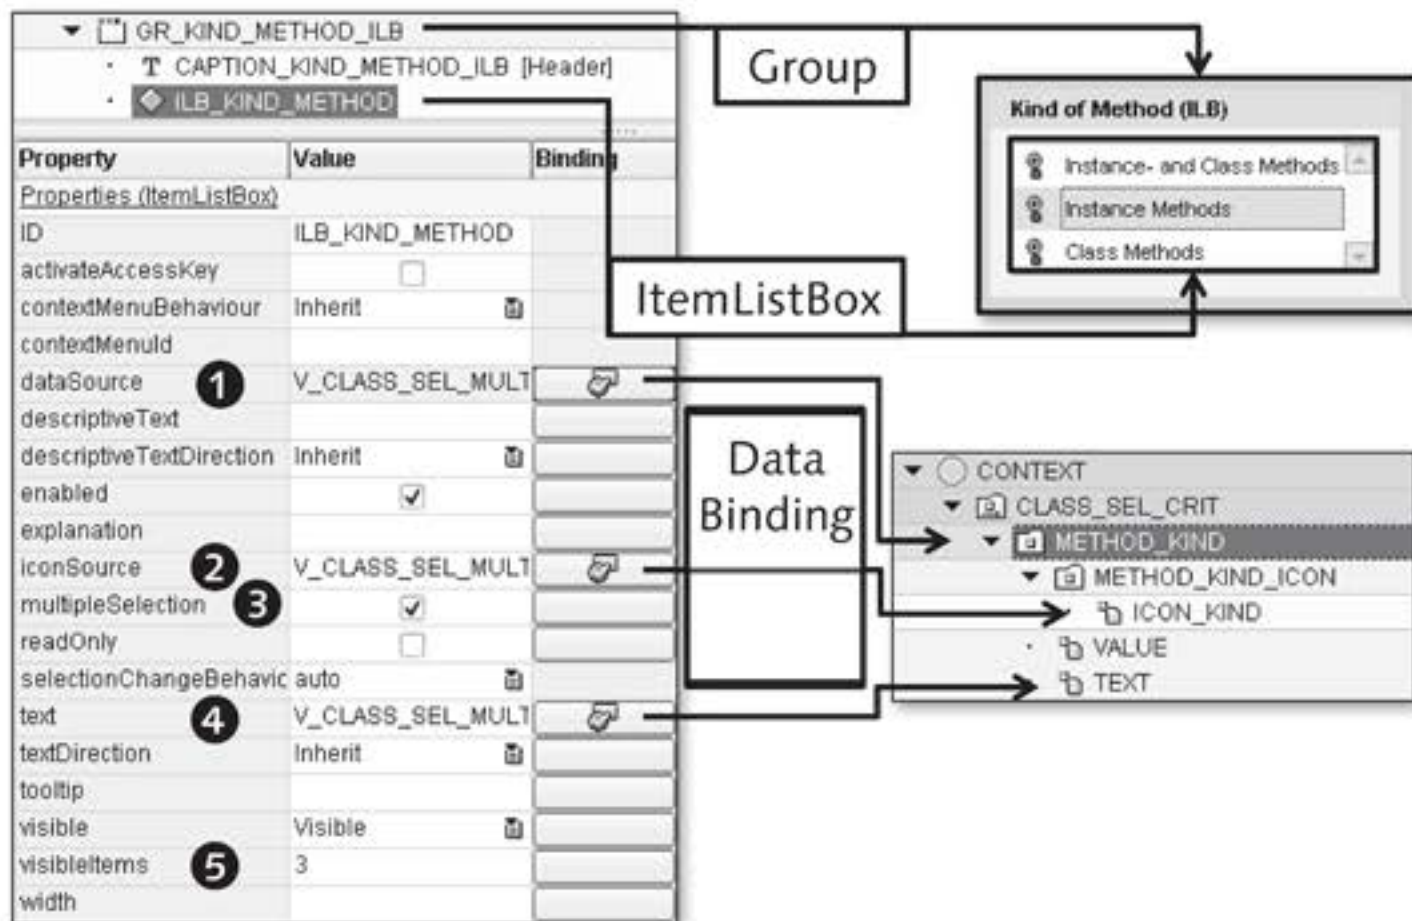 GR_KIND_METHOD_ILB
T CAPTION_KIND_METHOD_ILB [Header]
ILB_KIND_METHOD
Group
Kind of Method (ILB)
Instance- and Class Methods
Instance Methods
Class Methods
ItemListBox
Property Value Binding
Properties (ItemListBox)
ID ILB_KIND_METHOD
activateAccessKey
contextMenuBehaviour Inherit
contextMenuId
dataSource 1 V_CLASS_SEL_MULT
descriptiveText
descriptiveTextDirection Inherit
enabled
explanation
iconSource 2 V_CLASS_SEL_MULT
multipleSelection 3
readOnly
selectionChangeBehavic auto
text 4 V_CLASS_SEL_MULT
textDirection Inherit
tooltip
visible Visible
visibleItems 5 3
width
Data
Binding
CONTEXT
CLASS_SEL_CRIT
METHOD_KIND
METHOD_KIND_ICON
ICON_KIND
VALUE
TEXT